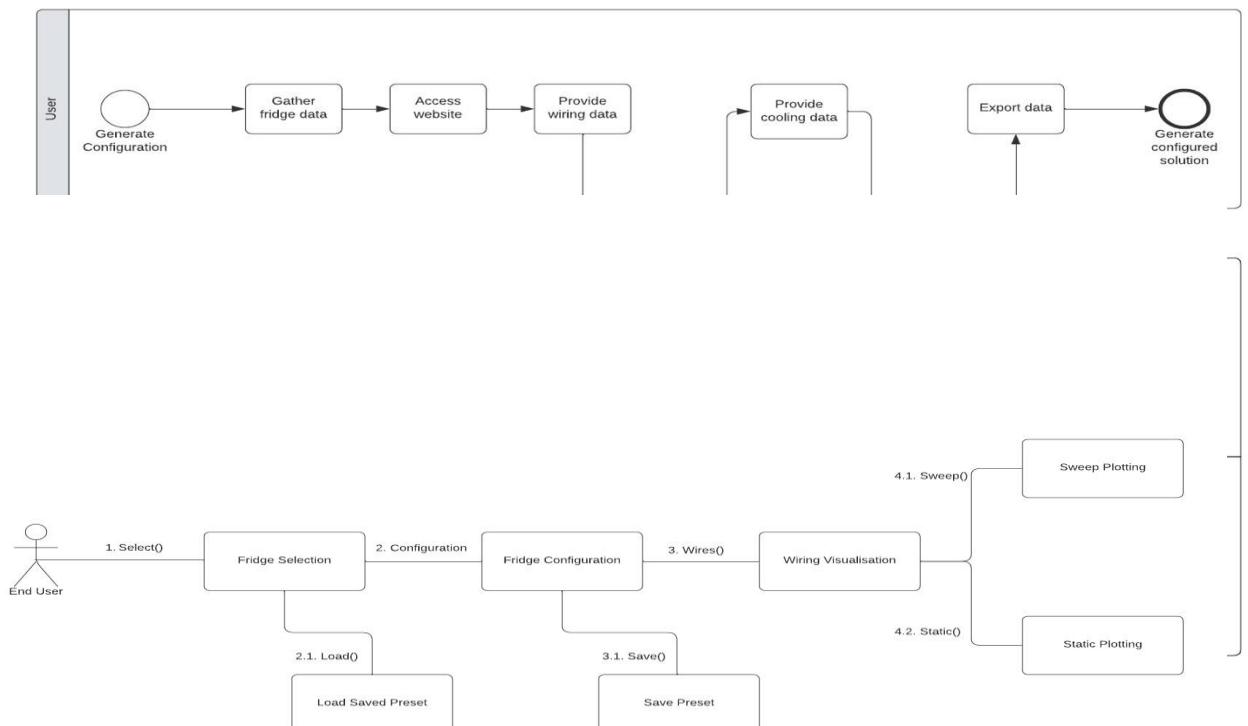 User
Generate
Configuration
Gather
fridge data
Access
website
Provide
wiring data
Provide
cooling data
Export data
Generate
configured
solution
End User
1. Select()
Fridge Selection
2. Configuration
Fridge Configuration
3. Wires()
Wiring Visualisation
4.1. Sweep()
Sweep Plotting
4.2. Static()
Static Plotting
2.1. Load()
Load Saved Preset
3.1. Save()
Save Preset